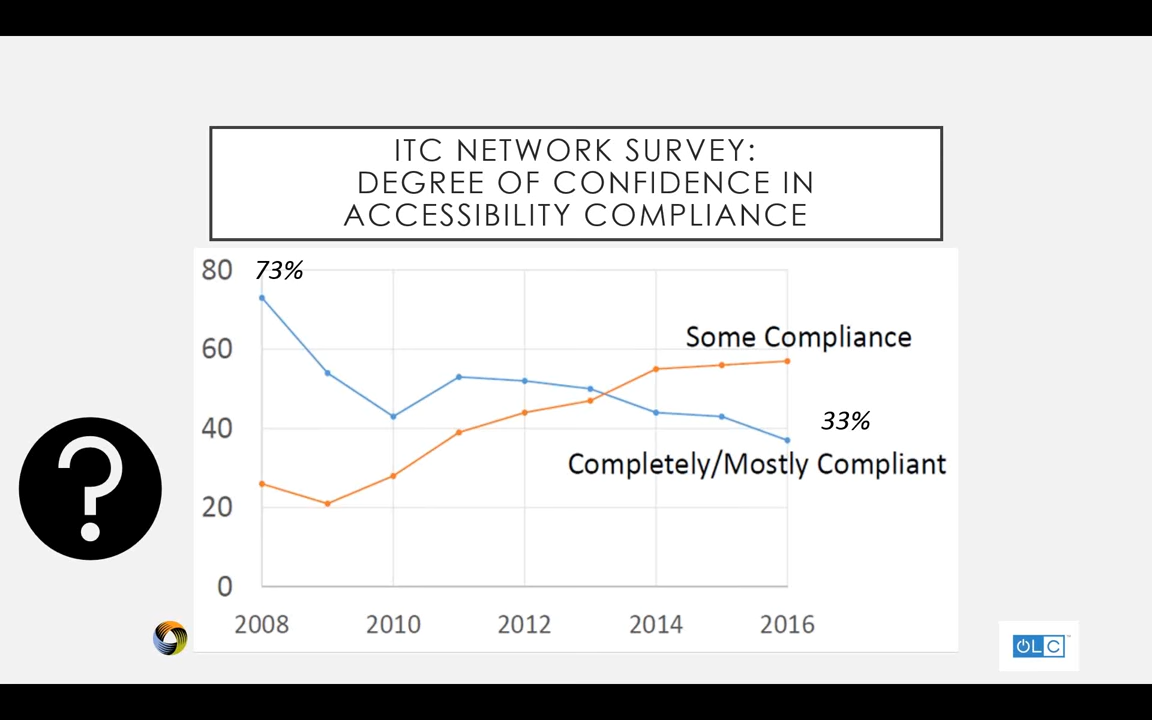 ITC NETWORK SURVEY:
DEGREE OF CONFIDENCE IN
ACCESSIBILITY COMPLIANCE
80
73%
Some Compliance
60
33%
40
Completely/Mostly Compliant
20
0
2008 2010 2012 2014 2016
?
OLC™